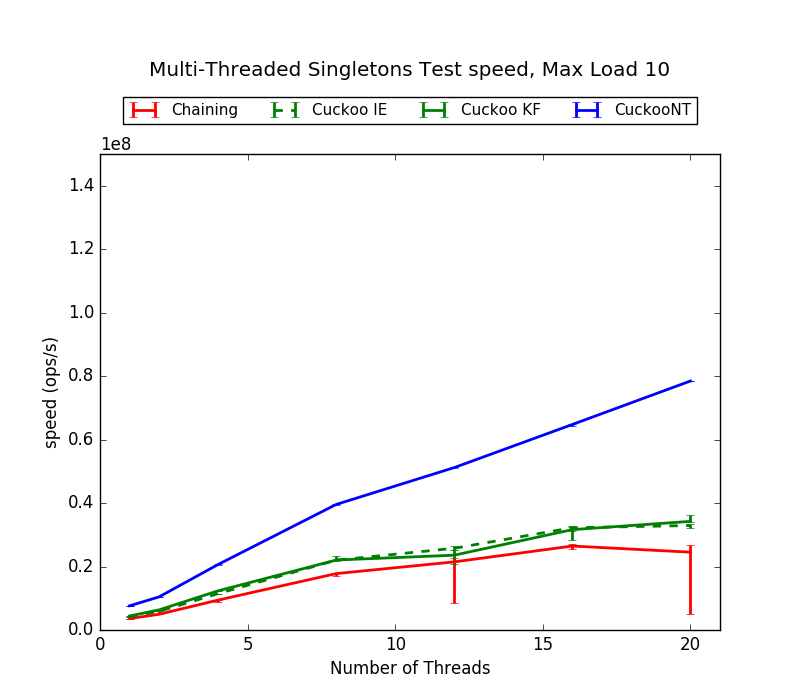 Multi-Threaded Singletons Test speed, Max Load 10
Chaining Cuckoo IE Cuckoo KF CuckooNT
1e8
1.4
1.2
1.0
0.8
0.6
0.4
0.2
0.0
speed (ops/s)
0 5 10 15 20
Number of Threads